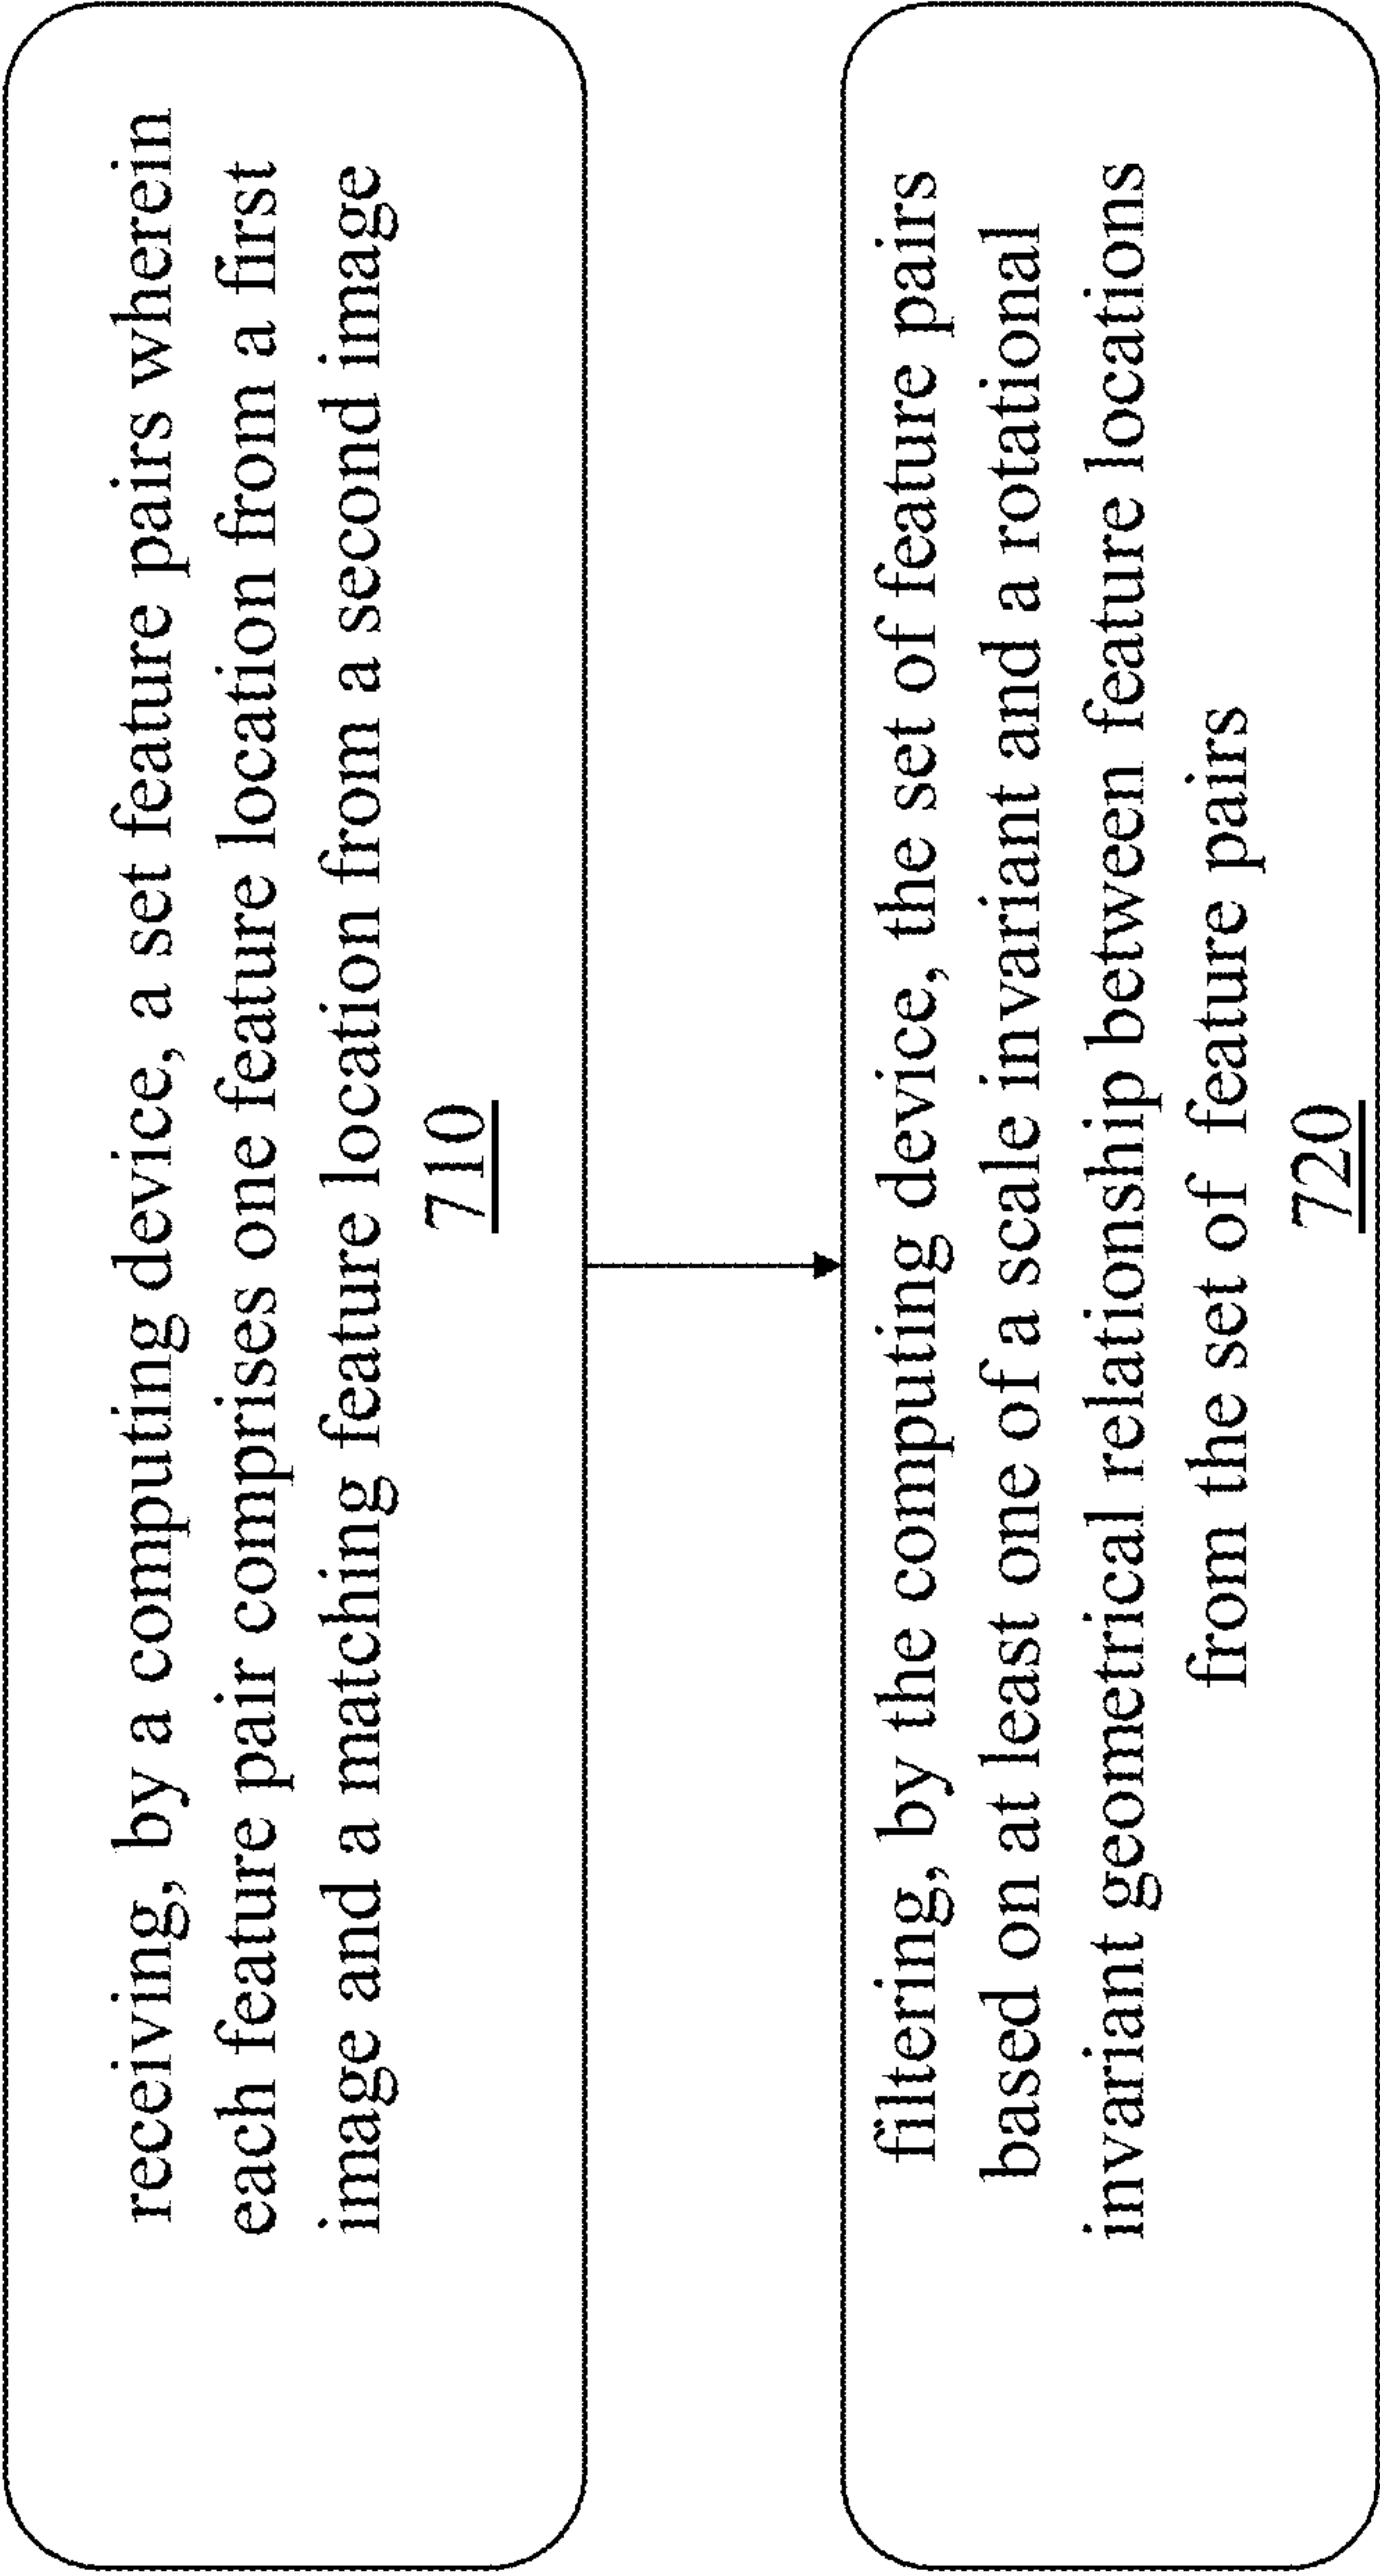 receiving, by a computing device, a set feature pairs wherein
each feature pair comprises one feature location from a first
image and a matching feature location from a second image
710
filtering, by the computing device, the set of feature pairs
based on at least one of a scale invariant and a rotational
invariant geometrical relationship between feature locations
from the set of feature pairs
720